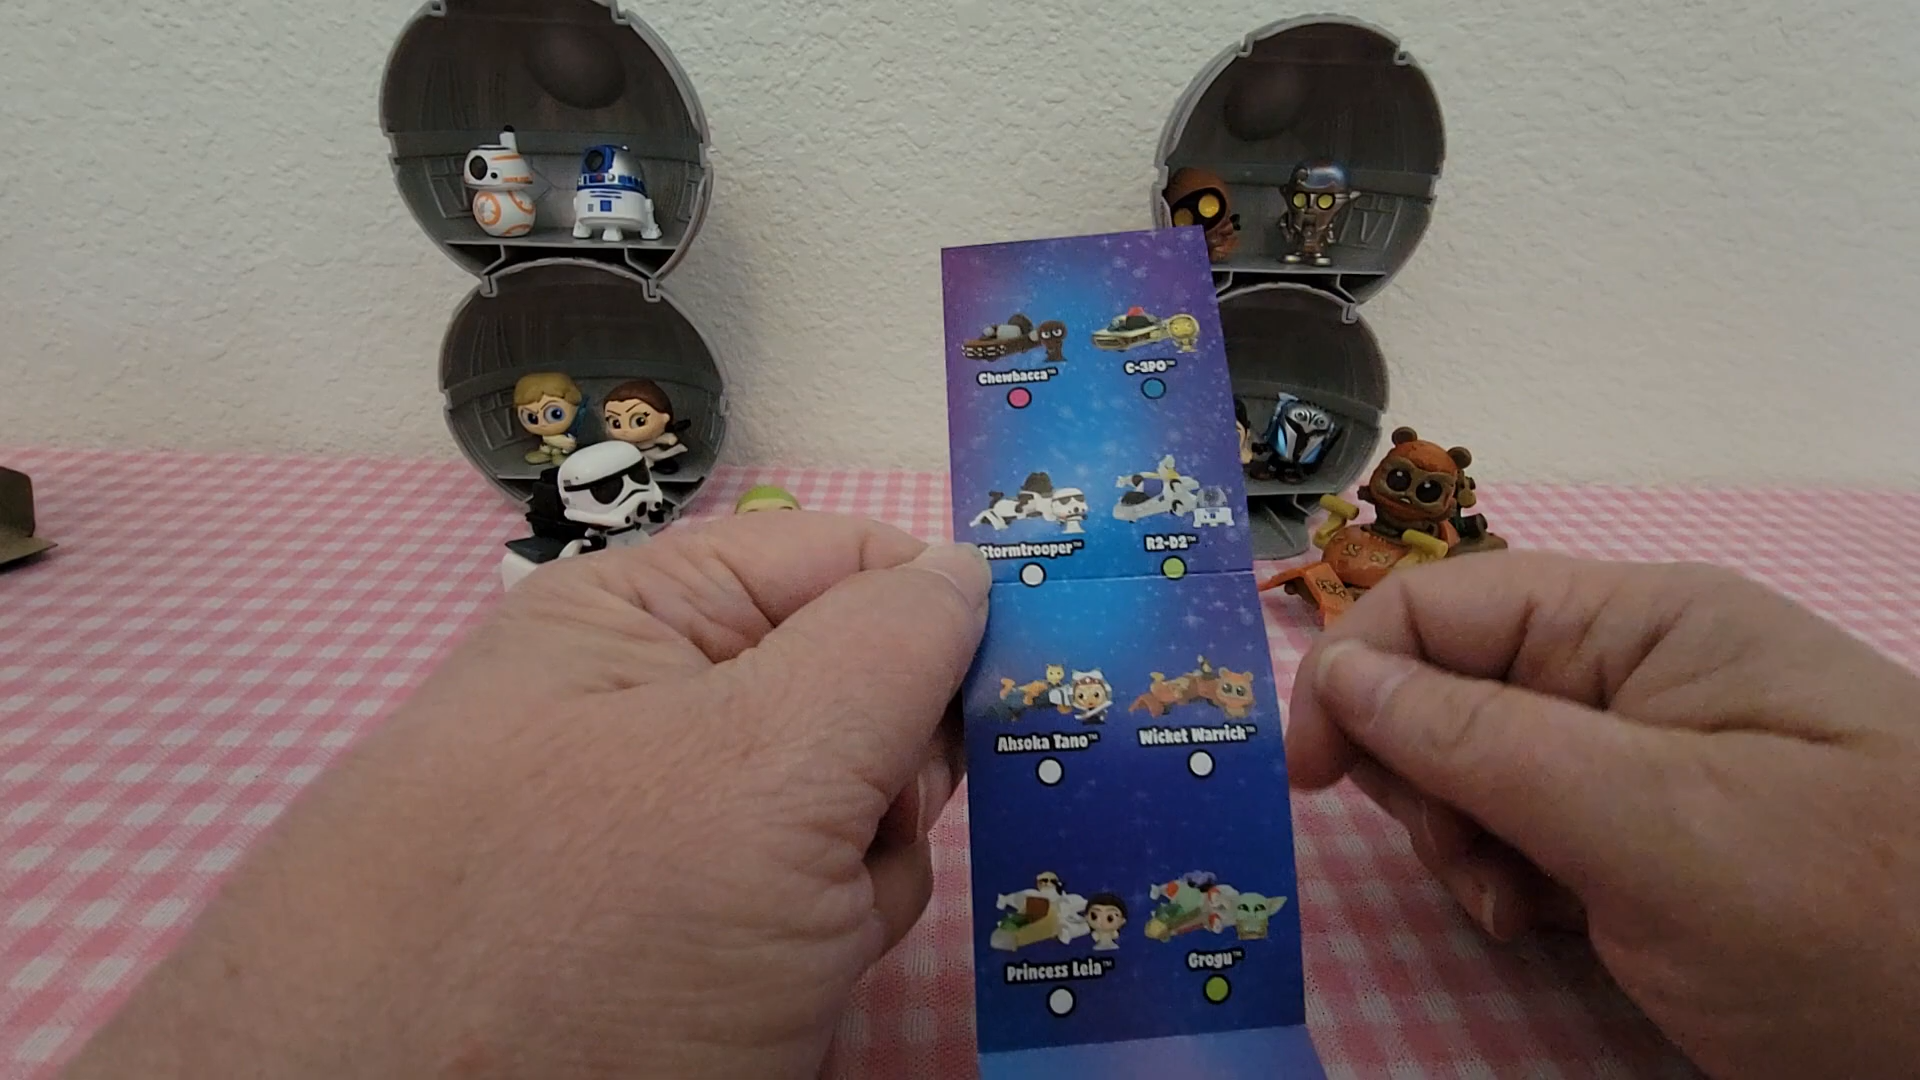 Chewbacca™
C-3PO™
Stormtrooper™
R2-D2™
Ahsoka Tano™
Wicket Warrick™
Princess Leia™
Grogu™